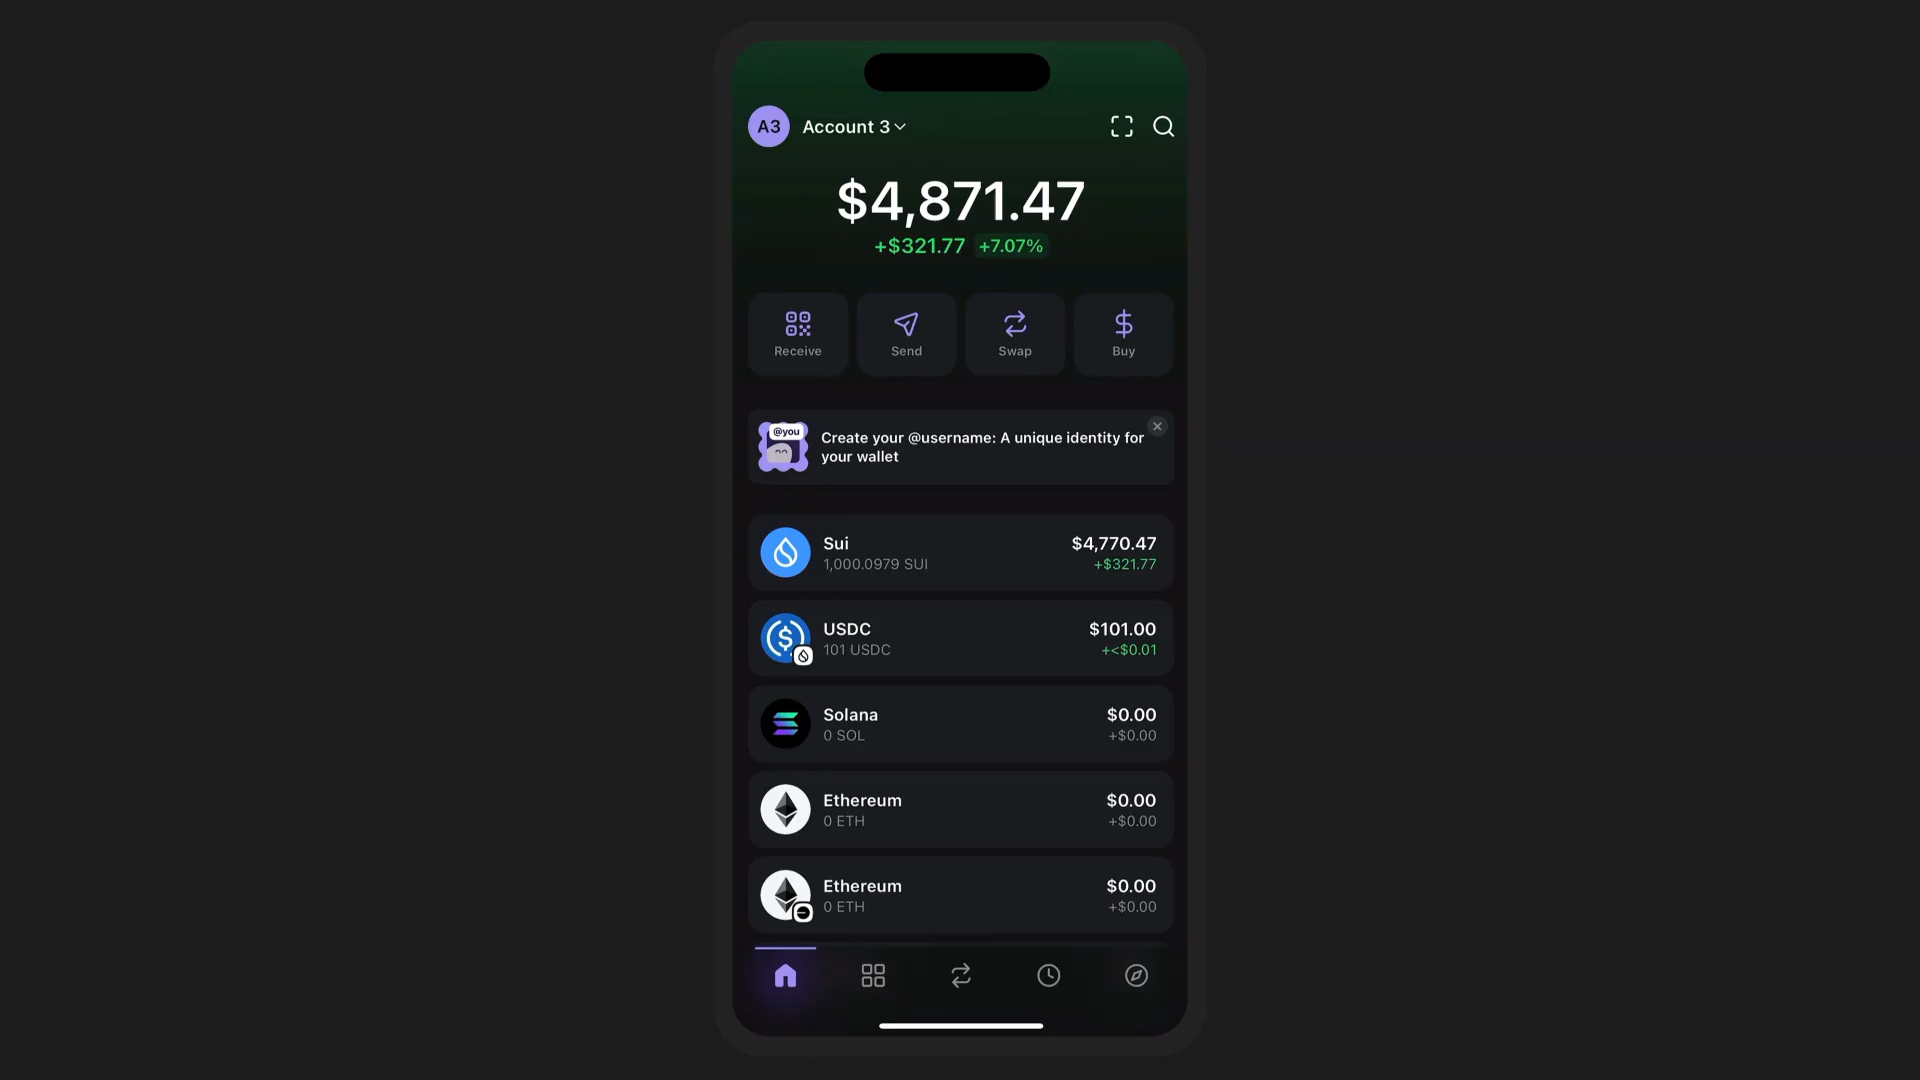 A3 Account 3
$4,871.47
+$321.77 +7.07%
Receive Send Swap Buy
@you
Create your @username: A unique identity for
your wallet
Sui $4,770.47
1,000.0979 SUI +$321.77
USDC $101.00
101 USDC +<$0.01
Solana $0.00
0 SOL +$0.00
Ethereum $0.00
0 ETH +$0.00
Ethereum $0.00
0 ETH +$0.00